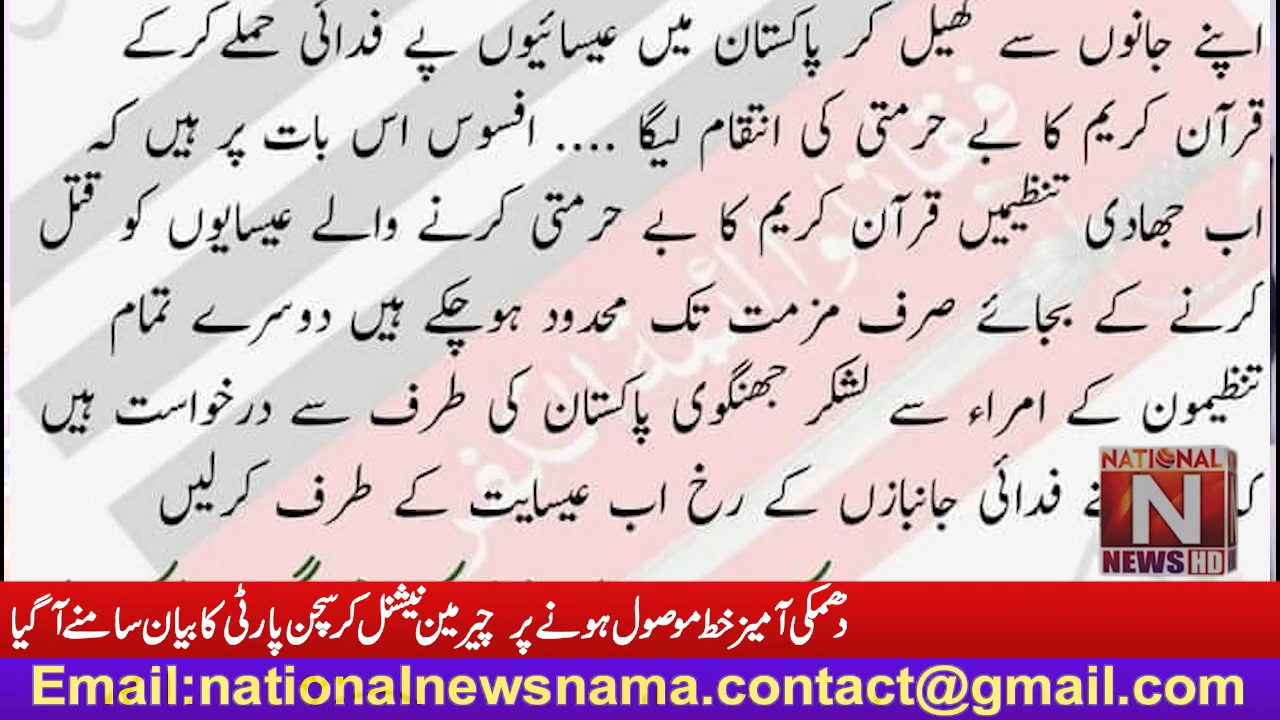 اپنے جانوں سے کھیل کر پاکستان میں عیسائیوں پے فدائی حملے کر کے
قرآن کریم کا بے حرمتی کی انتقام لیگا .... افسوس اس بات پر ہیں کہ
اب جھادی تنظیمیں قرآن کریم کا بے حرمتی کرنے والے عیسایوں کو قتل
کرنے کے بجائے صرف مزمت تک محدود ہوچکے ہیں دوسرے تمام
تنظیمون کے امراء سے لشکر جھنگوی پاکستان کی طرف سے درخواست ہیں
فدائی جانبازں کے رخ اب عیسایت کے طرف کرلیں
فقاتلوا ائمة الكفر
NATIONAL
N
NEWS HD
دھمکی آمیز خط موصول ہونے پر چیرمین نیشنل کرسچن پارٹی کا بیان سامنے آگیا
Email:nationalnewsnama.contact@gmail.com